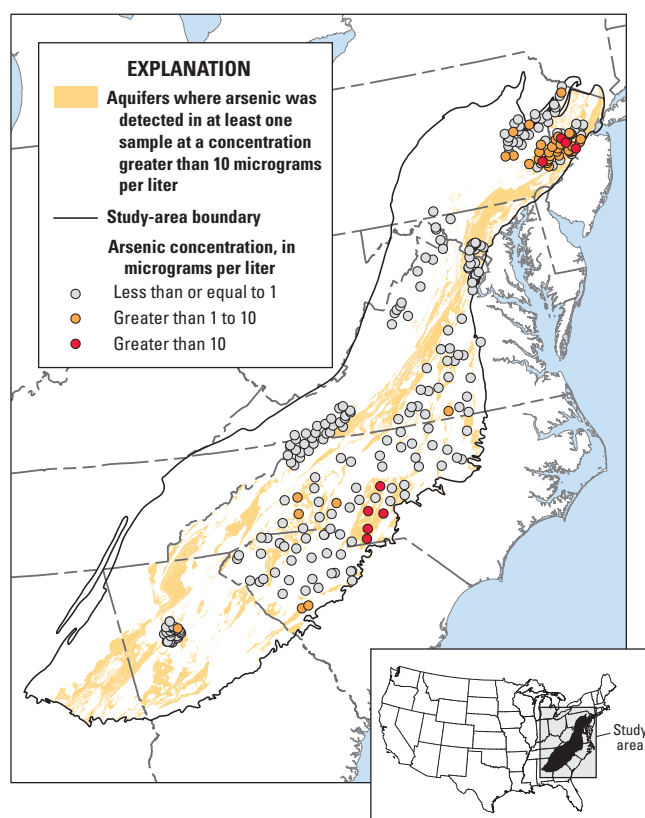 EXPLANATION
Aquifers where arsenic was
detected in at least one
sample at a concentration
greater than 10 micrograms
per liter
Study-area boundary
Arsenic concentration, in
micrograms per liter
Less than or equal to 1
Greater than 1 to 10
Greater than 10
Study
area